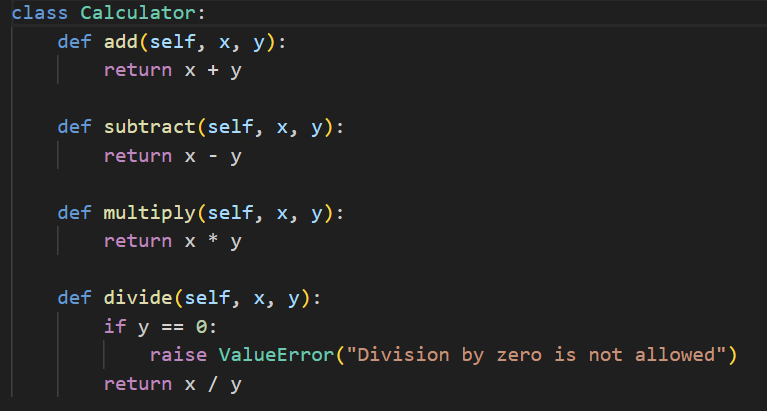 class Calculator:
    def add(self, x, y):
        return x + y

    def subtract(self, x, y):
        return x - y

    def multiply(self, x, y):
        return x * y

    def divide(self, x, y):
        if y == 0:
            raise ValueError("Division by zero is not allowed")
        return x / y